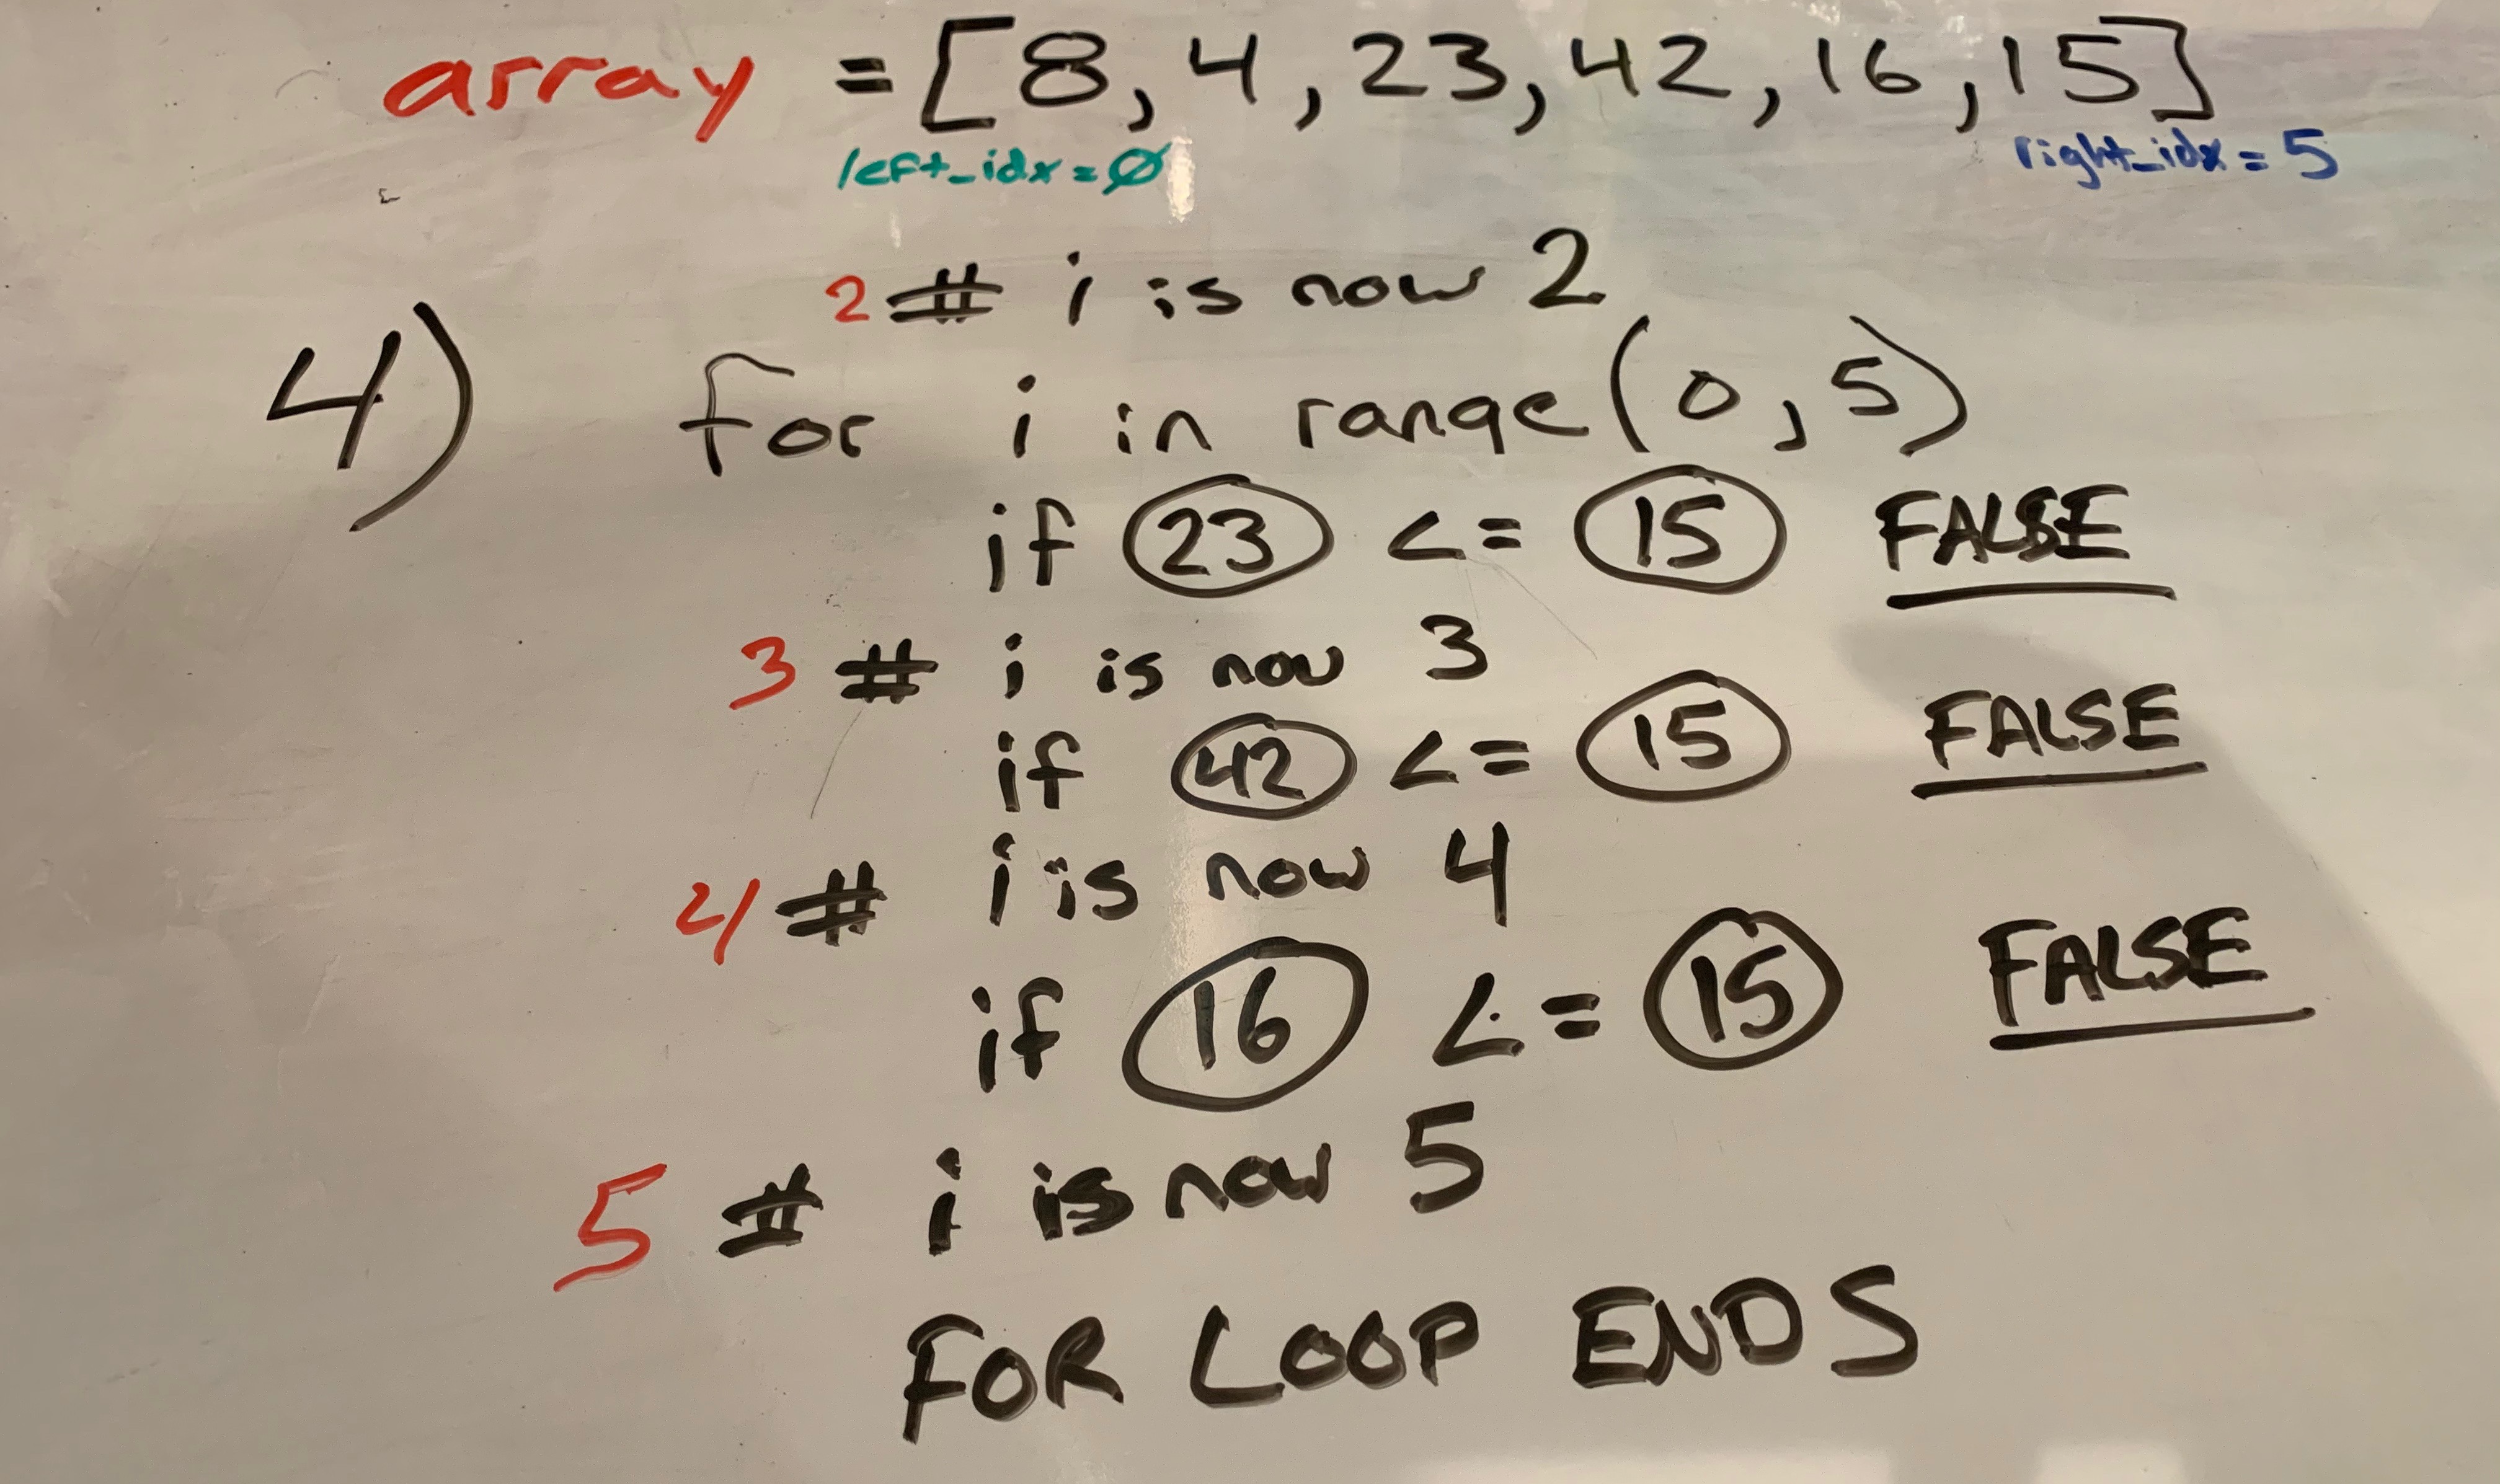 array = [8, 4, 23, 42, 16, 15]
left_idx = 0 right_idx = 5
2 # i is now 2
4) for i in range(0, 5)
if 23 <= 15 FALSE
3 # i is now 3
if 42 <= 15 FALSE
4 # i is now 4
if 16 <= 15 FALSE
5 # i is now 5
FOR LOOP ENDS